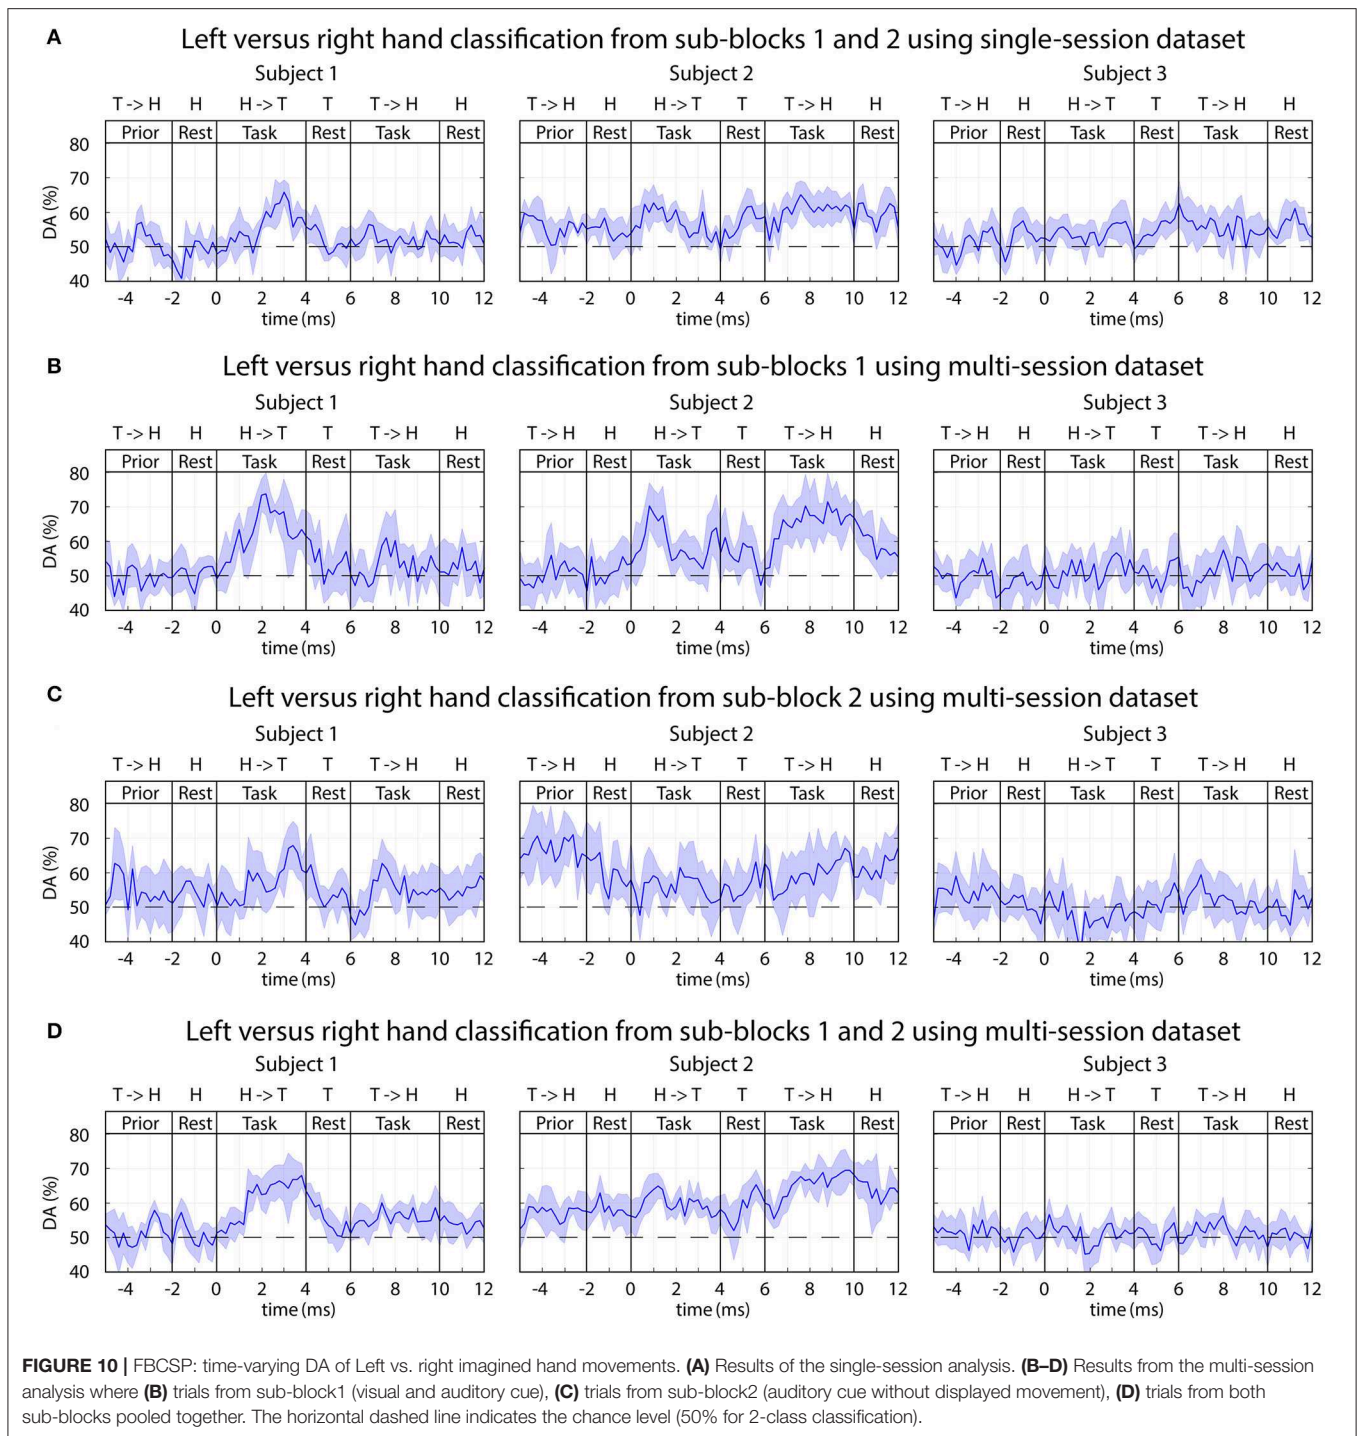 A
Left versus right hand classification from sub-blocks 1 and 2 using single-session dataset
Subject 1 Subject 2 Subject 3
T -> H H H -> T T T -> H H T -> H H H -> T T T -> H H T -> H H H -> T T T -> H H
Prior Rest Task Rest Task Rest Prior Rest Task Rest Task Rest Prior Rest Task Rest Task Rest
80
70
60
50
40
DA (%)
-4 -2 0 2 4 6 8 10 12 -4 -2 0 2 4 6 8 10 12 -4 -2 0 2 4 6 8 10 12
time (ms) time (ms) time (ms)
B
Left versus right hand classification from sub-blocks 1 using multi-session dataset
Subject 1 Subject 2 Subject 3
T -> H H H -> T T T -> H H T -> H H H -> T T T -> H H T -> H H H -> T T T -> H H
Prior Rest Task Rest Task Rest Prior Rest Task Rest Task Rest Prior Rest Task Rest Task Rest
80
70
60
50
40
DA (%)
-4 -2 0 2 4 6 8 10 12 -4 -2 0 2 4 6 8 10 12 -4 -2 0 2 4 6 8 10 12
time (ms) time (ms) time (ms)
C
Left versus right hand classification from sub-block 2 using multi-session dataset
Subject 1 Subject 2 Subject 3
T -> H H H -> T T T -> H H T -> H H H -> T T T -> H H T -> H H H -> T T T -> H H
Prior Rest Task Rest Task Rest Prior Rest Task Rest Task Rest Prior Rest Task Rest Task Rest
80
70
60
50
40
DA (%)
-4 -2 0 2 4 6 8 10 12 -4 -2 0 2 4 6 8 10 12 -4 -2 0 2 4 6 8 10 12
time (ms) time (ms) time (ms)
D
Left versus right hand classification from sub-blocks 1 and 2 using multi-session dataset
Subject 1 Subject 2 Subject 3
T -> H H H -> T T T -> H H T -> H H H -> T T T -> H H T -> H H H -> T T T -> H H
Prior Rest Task Rest Task Rest Prior Rest Task Rest Task Rest Prior Rest Task Rest Task Rest
80
70
60
50
40
DA (%)
-4 -2 0 2 4 6 8 10 12 -4 -2 0 2 4 6 8 10 12 -4 -2 0 2 4 6 8 10 12
time (ms) time (ms) time (ms)
FIGURE 10 | FBCSP: time-varying DA of Left vs. right imagined hand movements. (A) Results of the single-session analysis. (B–D) Results from the multi-session
analysis where (B) trials from sub-block1 (visual and auditory cue), (C) trials from sub-block2 (auditory cue without displayed movement), (D) trials from both
sub-blocks pooled together. The horizontal dashed line indicates the chance level (50% for 2-class classification).